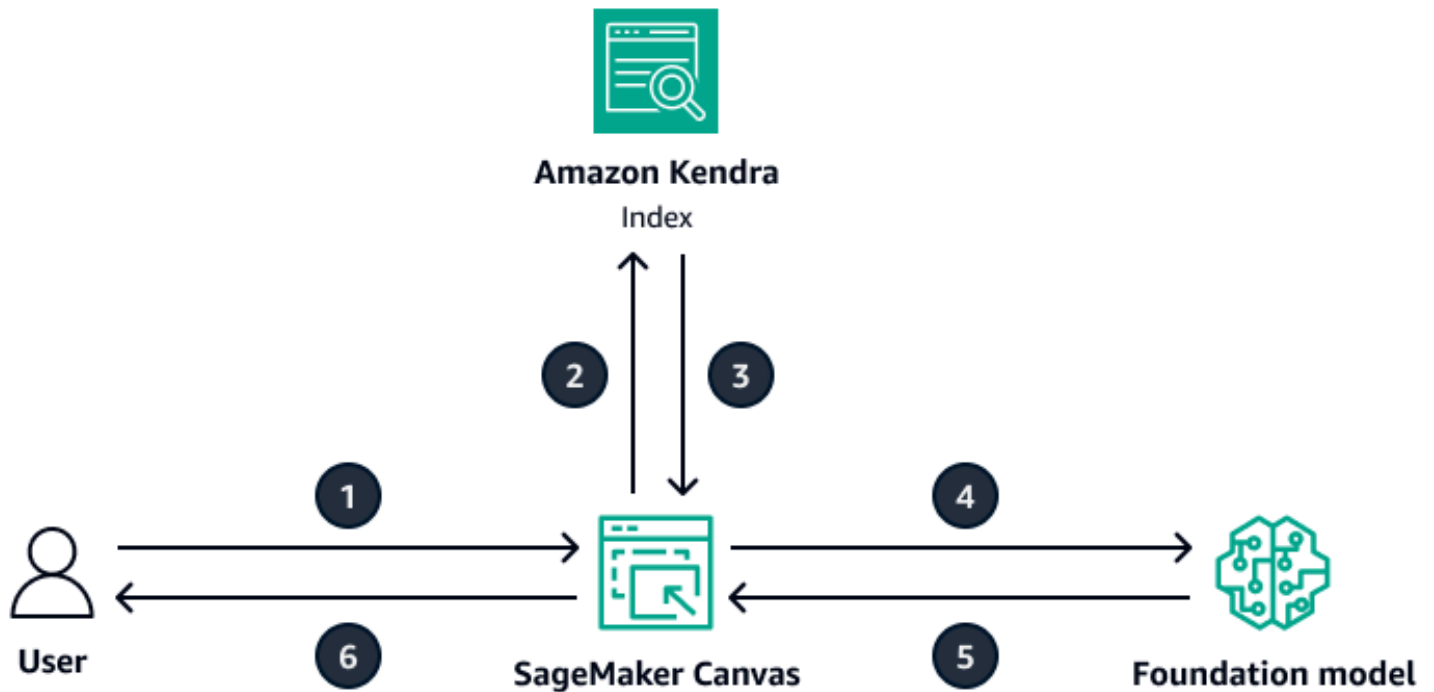 Amazon Kendra
Index
2
3
1
4
6
5
User
SageMaker Canvas
Foundation model